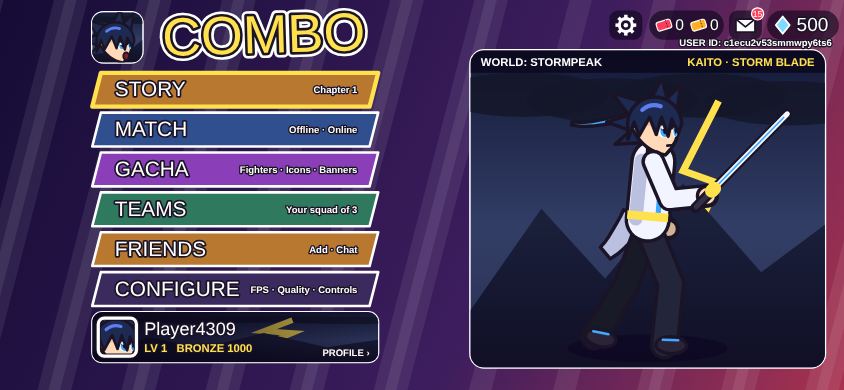 COMBO
0 0 15 500
USER ID: c1ecu2v53smmwpy6ts6
STORY Chapter 1
MATCH Offline · Online
GACHA Fighters · Icons · Banners
TEAMS Your squad of 3
FRIENDS Add · Chat
CONFIGURE FPS · Quality · Controls
Player4309
LV 1 BRONZE 1000
PROFILE ›
WORLD: STORMPEAK KAITO · STORM BLADE